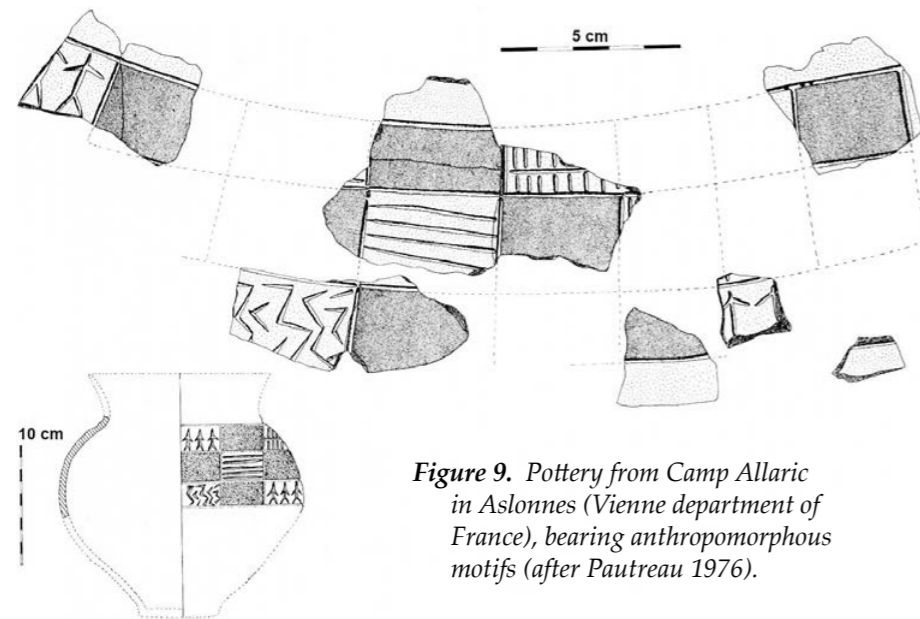 5 cm
10 cm
Figure 9. Pottery from Camp Allaric
in Aslonnes (Vienne department of
France), bearing anthropomorphous
motifs (after Pautreau 1976).